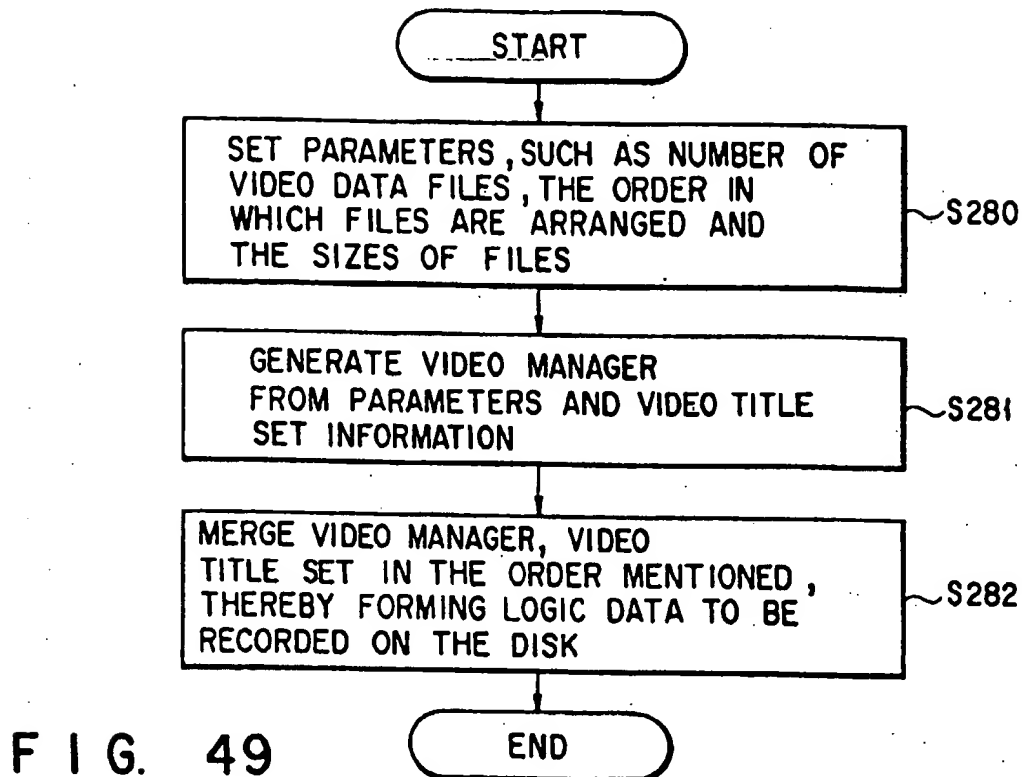 START
SET PARAMETERS, SUCH AS NUMBER OF
VIDEO DATA FILES, THE ORDER IN
WHICH FILES ARE ARRANGED AND
THE SIZES OF FILES
S280
GENERATE VIDEO MANAGER
FROM PARAMETERS AND VIDEO TITLE
SET INFORMATION
S281
MERGE VIDEO MANAGER, VIDEO
TITLE SET IN THE ORDER MENTIONED,
THEREBY FORMING LOGIC DATA TO BE
RECORDED ON THE DISK
S282
END
FIG. 49